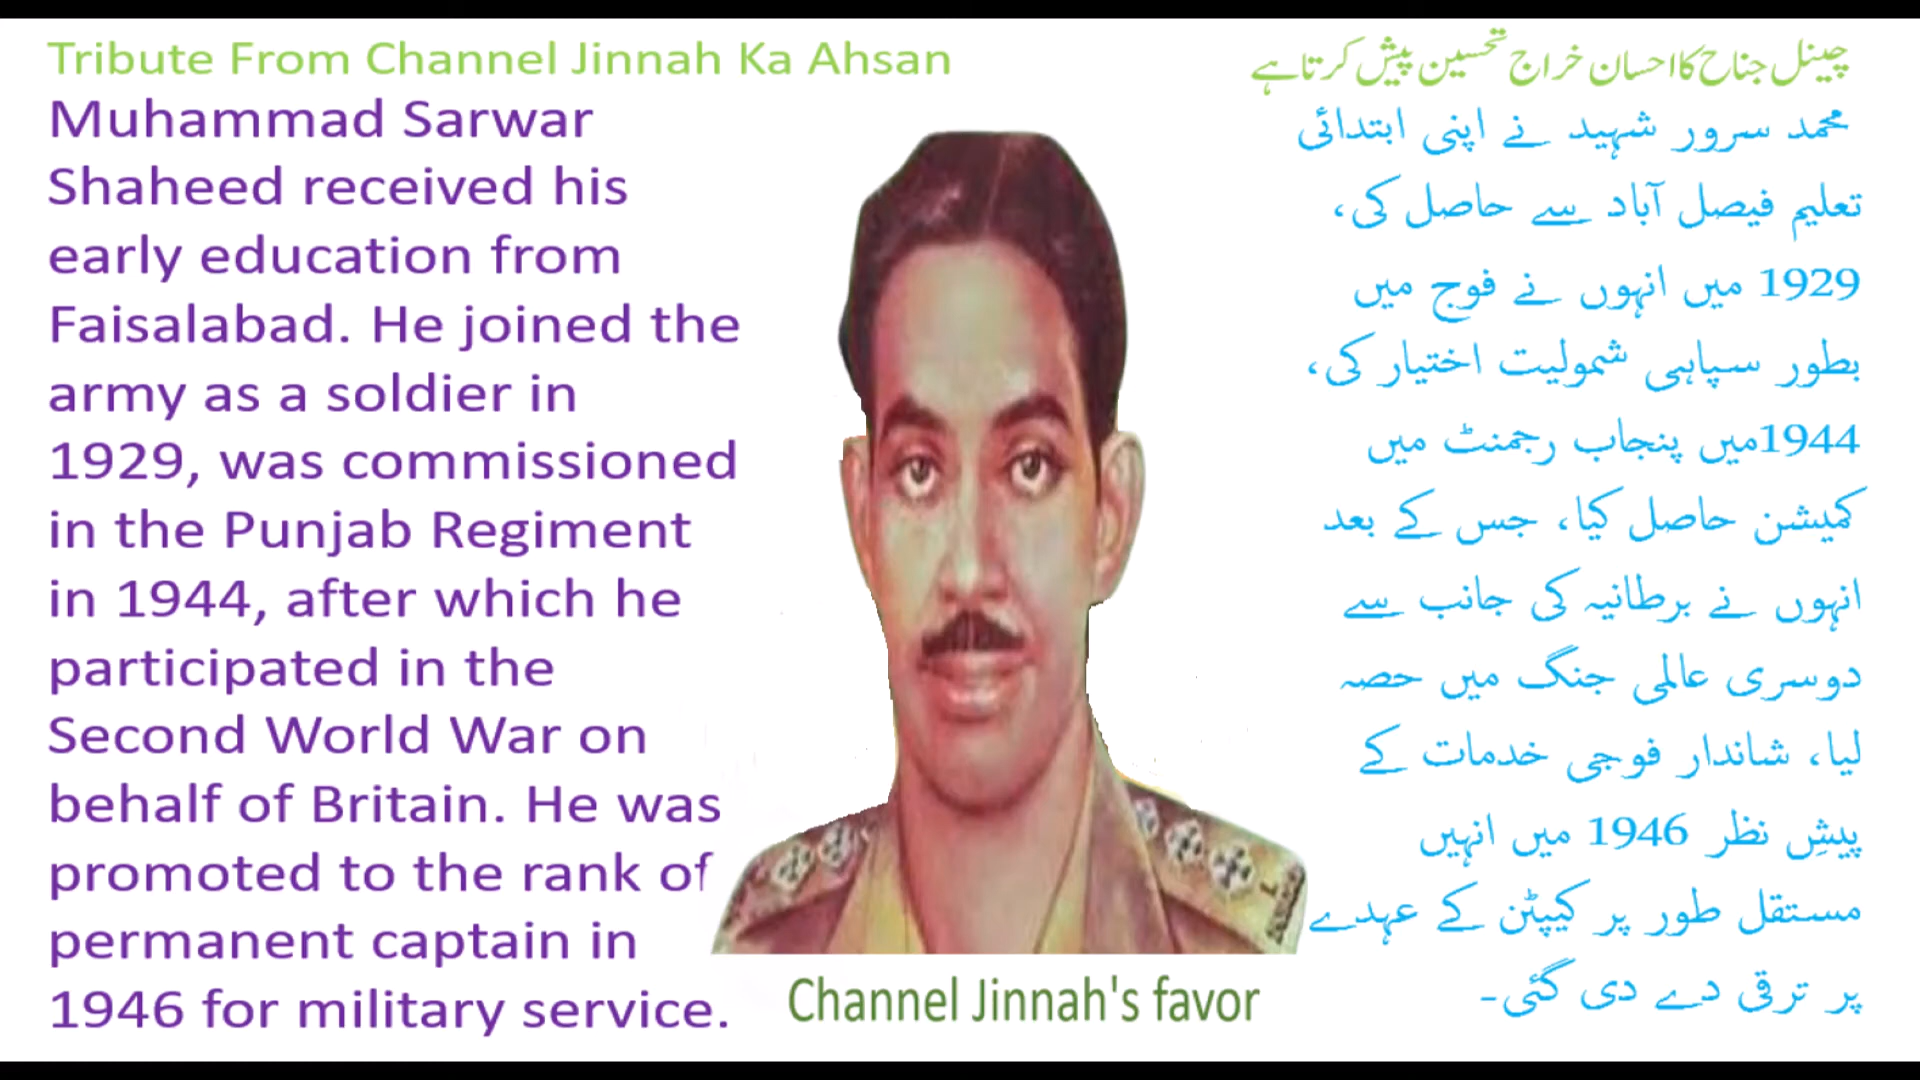 Tribute From Channel Jinnah Ka Ahsan
Muhammad Sarwar
Shaheed received his
early education from
Faisalabad. He joined the
army as a soldier in
1929, was commissioned
in the Punjab Regiment
in 1944, after which he
participated in the
Second World War on
behalf of Britain. He was
promoted to the rank of
permanent captain in
1946 for military service.
چینل جناح کا احسان خراج تحسین پیش کرتا ہے
محمد سرور شہید نے اپنی ابتدائی
تعلیم فیصل آباد سے حاصل کی،
1929 میں انہوں نے فوج میں
بطور سپاہی شمولیت اختیار کی،
1944میں پنجاب رجمنٹ میں
کمیشن حاصل کیا، جس کے بعد
انہوں نے برطانیہ کی جانب سے
دوسری عالمی جنگ میں حصہ
لیا، شاندار فوجی خدمات کے
پیشِ نظر 1946 میں انہیں
مستقل طور پر کیپٹن کے عہدے
پر ترقی دے دی گئی۔
Channel Jinnah's favor